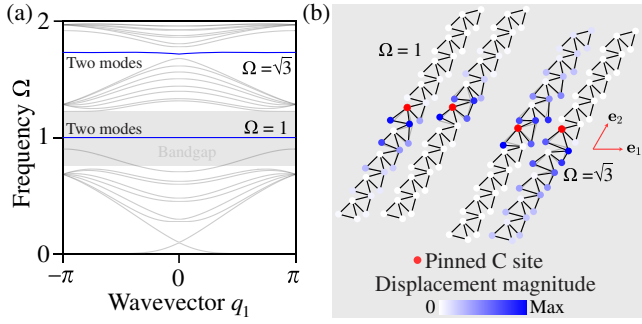 (a)
Frequency Ω
2
1
0
Two modes
Ω=√3
Two modes
Ω = 1
Bandgap
−π
0
π
Wavevector q₁
(b)
Ω = 1
e₂
e₁
Ω=√3
Pinned C site
Displacement magnitude
0
Max